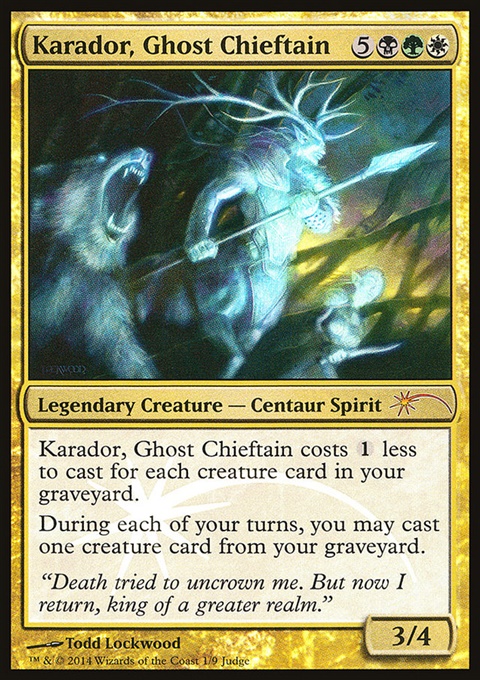 Karador, Ghost Chieftain 5
Legendary Creature — Centaur Spirit
Karador, Ghost Chieftain costs 1 less
to cast for each creature card in your
graveyard.
During each of your turns, you may cast
one creature card from your graveyard.
“Death tried to uncrown me. But now I
return, king of a greater realm.”
3/4
Todd Lockwood
™ & © 2014 Wizards of the Coast 1/9 Judge